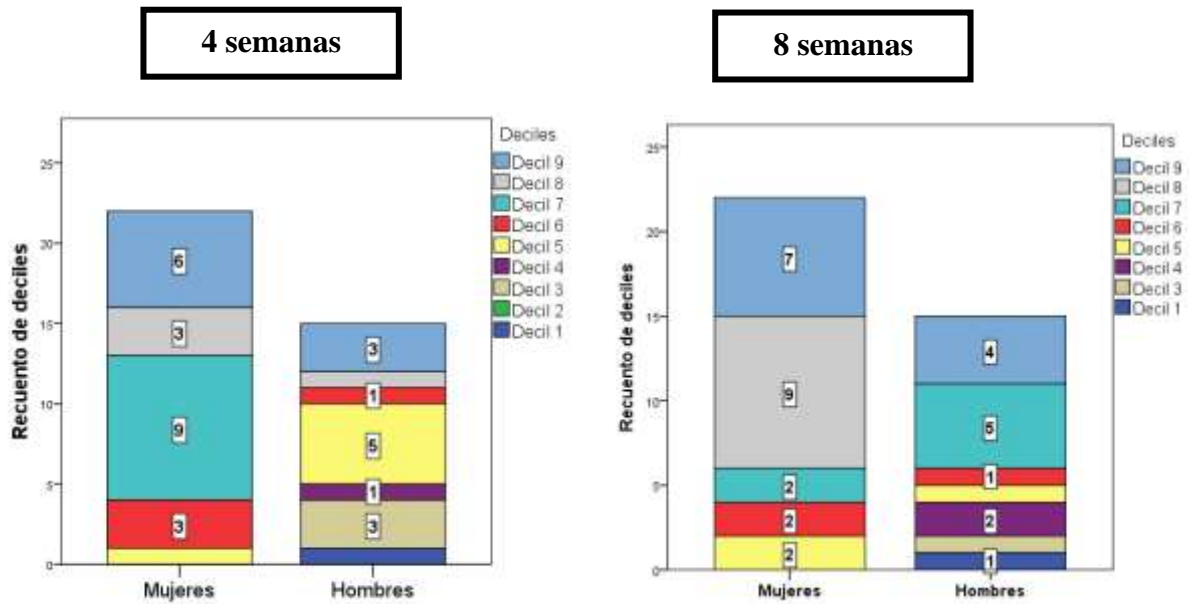 4 semanas
8 semanas
Recuento de deciles
25
20
15
10
5
0
6
3
9
3
3
1
5
1
3
Mujeres
Hombres
Deciles
Decil 9
Decil 8
Decil 7
Decil 6
Decil 5
Decil 4
Decil 3
Decil 2
Decil 1
Recuento de deciles
25
20
15
10
5
0
7
9
2
2
2
4
5
1
2
1
Mujeres
Hombres
Deciles
Decil 9
Decil 8
Decil 7
Decil 6
Decil 5
Decil 4
Decil 3
Decil 1